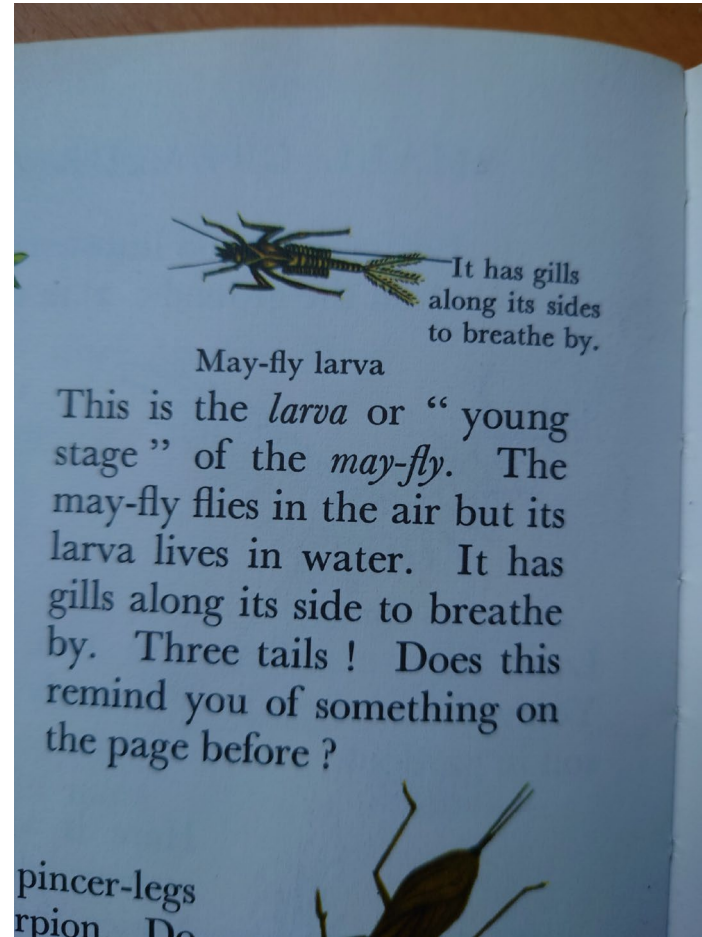 It has gills
along its sides
to breathe by.
May-fly larva
This is the larva or “ young
stage ” of the may-fly. The
may-fly flies in the air but its
larva lives in water. It has
gills along its side to breathe
by. Three tails ! Does this
remind you of something on
the page before ?
pincer-legs
rpion Do